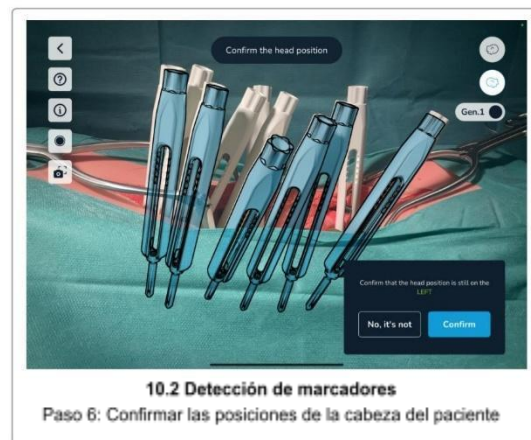 Confirm the head position
Gen.1
Confirm that the head position is still on the
LEFT
No, it's not
Confirm
10.2 Detección de marcadores
Paso 6: Confirmar las posiciones de la cabeza del paciente